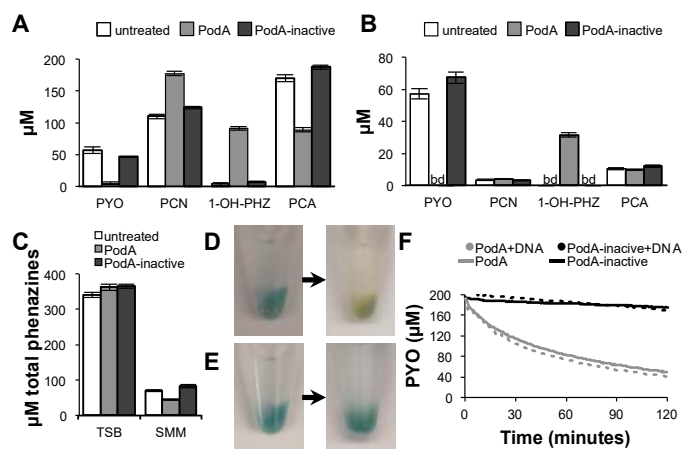 A
untreated PodA PodA-inactive
µM
200
150
100
50
0
PYO PCN 1-OH-PHZ PCA
B
untreated PodA PodA-inactive
µM
80
60
40
20
0
bd bd bd
PYO PCN 1-OH-PHZ PCA
C
untreated
PodA
PodA-inactive
µM total phenazines
400
300
200
100
0
TSB SMM
D
E
F
PodA+DNA PodA-inacive+DNA
PodA PodA-inactive
PYO (µM)
200
160
120
80
40
0
0 30 60 90 120
Time (minutes)